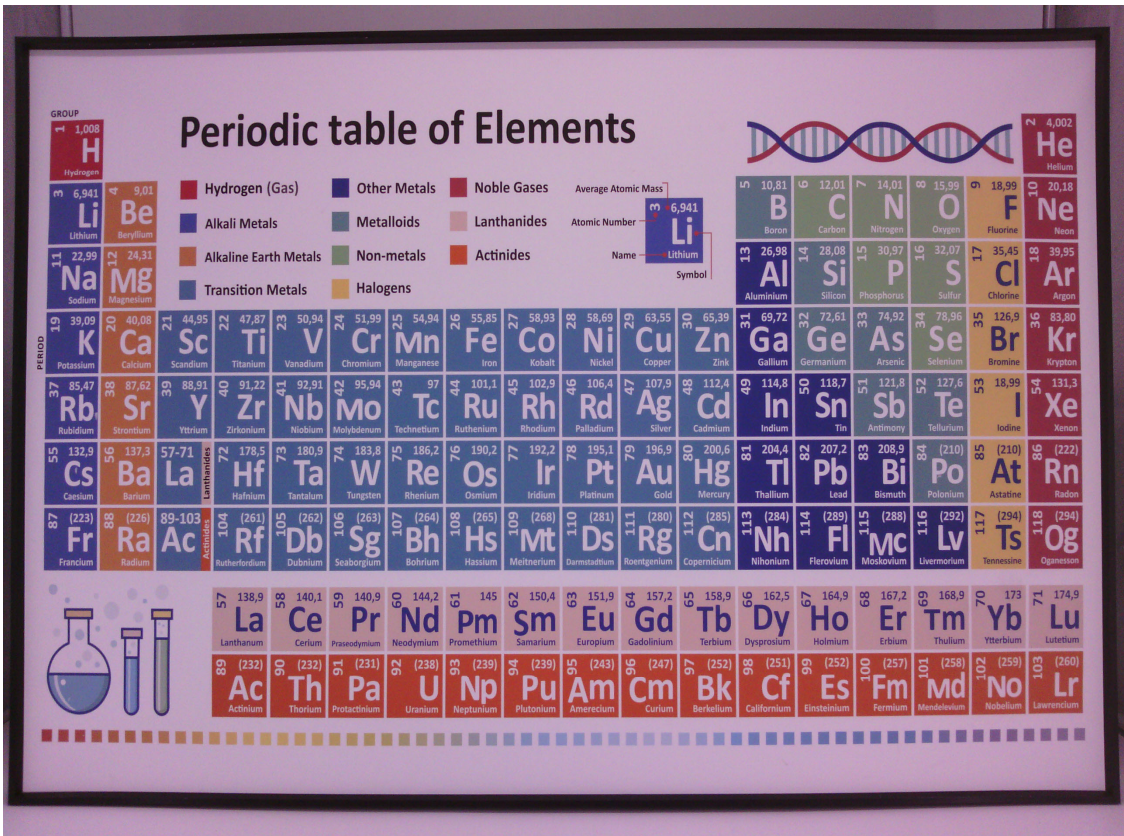 GROUP
1 1,008
H
Hydrogen
Periodic table of Elements
2 4,002
He
Helium
Hydrogen (Gas)
Alkali Metals
Alkaline Earth Metals
Transition Metals
Other Metals
Metalloids
Non-metals
Halogens
Noble Gases
Lanthanides
Actinides
Average Atomic Mass
Atomic Number
3 6,941
Li
Name
Lithium
Symbol
PERIOD
3 6,941 4 9,01 5 10,81 6 12,01 7 14,01 8 15,99 9 18,99 10 20,18
Li Be B C N O F Ne
Lithium Beryllium Boron Carbon Nitrogen Oxygen Fluorine Neon
11 22,99 12 24,31 13 26,98 14 28,08 15 30,97 16 32,07 17 35,45 18 39,95
Na Mg Al Si P S Cl Ar
Sodium Magnesium Aluminium Silicon Phosphorus Sulfur Chlorine Argon
19 39,09 20 40,08 21 44,95 22 47,87 23 50,94 24 51,99 25 54,94 26 55,85 27 58,93 28 58,69 29 63,55 30 65,39 31 69,72 32 72,61 33 74,92 34 78,96 35 126,9 36 83,80
K Ca Sc Ti V Cr Mn Fe Co Ni Cu Zn Ga Ge As Se Br Kr
Potassium Calcium Scandium Titanium Vanadium Chromium Manganese Iron Kobalt Nickel Copper Zink Gallium Germanium Arsenic Selenium Bromine Krypton
37 85,47 38 87,62 39 88,91 40 91,22 41 92,91 42 95,94 43 97 44 101,1 45 102,9 46 106,4 47 107,9 48 112,4 49 114,8 50 118,7 51 121,8 52 127,6 53 18,99 54 131,3
Rb Sr Y Zr Nb Mo Tc Ru Rh Rd Ag Cd In Sn Sb Te I Xe
Rubidium Strontium Yttrium Zirkonium Niobium Molybdenum Technetium Ruthenium Rhodium Palladium Silver Cadmium Indium Tin Antimony Tellurium Iodine Xenon
55 132,9 56 137,3 57-71 72 178,5 73 180,9 74 183,8 75 186,2 76 190,2 77 192,2 78 195,1 79 196,9 80 200,6 81 204,4 82 207,2 83 208,9 84 (210) 85 (210) 86 (222)
Cs Ba La Lanthanides Hf Ta W Re Os Ir Pt Au Hg Tl Pb Bi Po At Rn
Caesium Barium Hafnium Tantalum Tungsten Rhenium Osmium Iridium Platinum Gold Mercury Thallium Lead Bismuth Polonium Astatine Radon
87 (223) 88 (226) 89-103 104 (261) 105 (262) 106 (263) 107 (264) 108 (265) 109 (268) 110 (281) 111 (280) 112 (285) 113 (284) 114 (289) 115 (288) 116 (292) 117 (294) 118 (294)
Fr Ra Ac Actinides Rf Db Sg Bh Hs Mt Ds Rg Cn Nh Fl Mc Lv Ts Og
Francium Radium Rutherfordium Dubnium Seaborgium Bohrium Hassium Meitnerium Darmstadtium Roentgenium Copernicium Nihonium Flerovium Moskovium Livermorium Tennessine Oganesson
57 138,9 58 140,1 59 140,9 60 144,2 61 145 62 150,4 63 151,9 64 157,2 65 158,9 66 162,5 67 164,9 68 167,2 69 168,9 70 173 71 174,9
La Ce Pr Nd Pm Sm Eu Gd Tb Dy Ho Er Tm Yb Lu
Lanthanum Cerium Praseodymium Neodymium Promethium Samarium Europium Gadolinium Terbium Dysprosium Holmium Erbium Thulium Ytterbium Lutetium
89 (232) 90 (232) 91 (231) 92 (238) 93 (239) 94 (239) 95 (243) 96 (247) 97 (252) 98 (251) 99 (252) 100 (257) 101 (258) 102 (259) 103 (260)
Ac Th Pa U Np Pu Am Cm Bk Cf Es Fm Md No Lr
Actinium Thorium Protactinium Uranium Neptunium Plutonium Amerecium Curium Berkelium Californium Einsteinium Fermium Mendelevium Nobelium Lawrencium